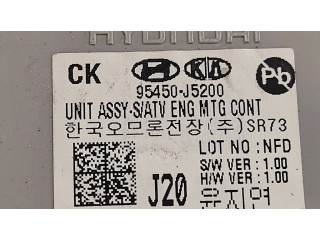 HYUNDAI
CK KIA Pb
95450-J5200
UNIT ASSY-S/ATV ENG MTG CONT
한국오므론전장(주)SR73
LOT NO : NFD
S/W VER : 1.00
J20 H/W VER : 1.00
유지연